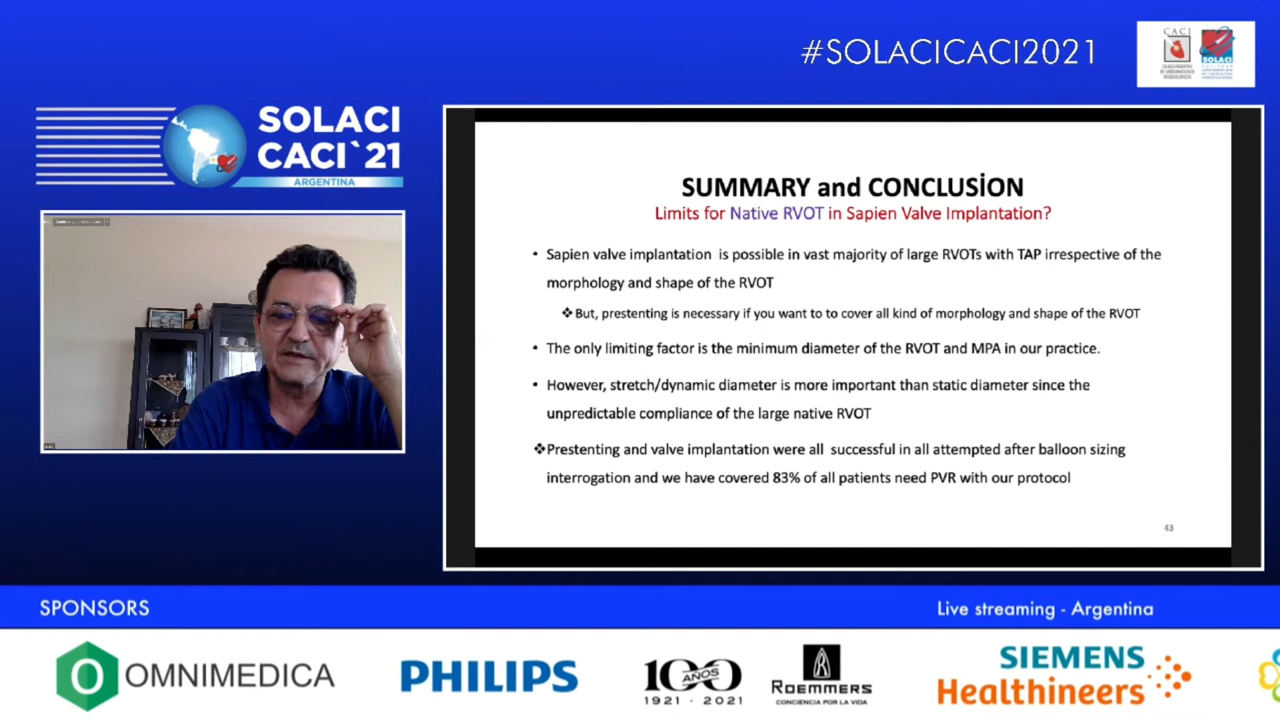 #SOLACICACI2021
CACI
SOLACI
SOLACI
CACI`21
ARGENTINA
SUMMARY and CONCLUSİON
Limits for Native RVOT in Sapien Valve Implantation?
• Sapien valve implantation is possible in vast majority of large RVOTs with TAP irrespective of the
morphology and shape of the RVOT
❖But, prestenting is necessary if you want to to cover all kind of morphology and shape of the RVOT
• The only limiting factor is the minimum diameter of the RVOT and MPA in our practice.
• However, stretch/dynamic diameter is more important than static diameter since the
unpredictable compliance of the large native RVOT
❖Prestenting and valve implantation were all successful in all attempted after balloon sizing
interrogation and we have covered 83% of all patients need PVR with our protocol
43
SPONSORS
Live streaming - Argentina
OMNIMEDICA
PHILIPS
100
AÑOS
1921 - 2021
ROEMMERS
CONCIENCIA POR LA VIDA
SIEMENS
Healthineers